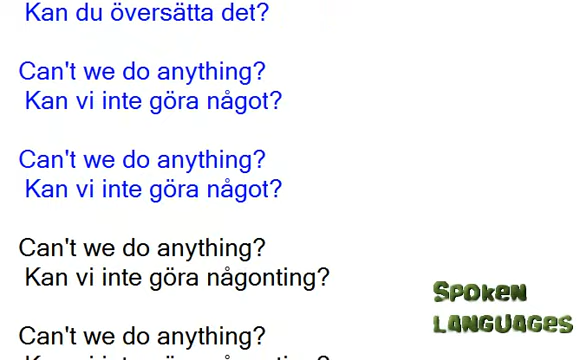 Kan du översätta det?
Can't we do anything?
Kan vi inte göra något?
Can't we do anything?
Kan vi inte göra något?
Can't we do anything?
Kan vi inte göra någonting?
Can't we do anything?
Spoken
Languages